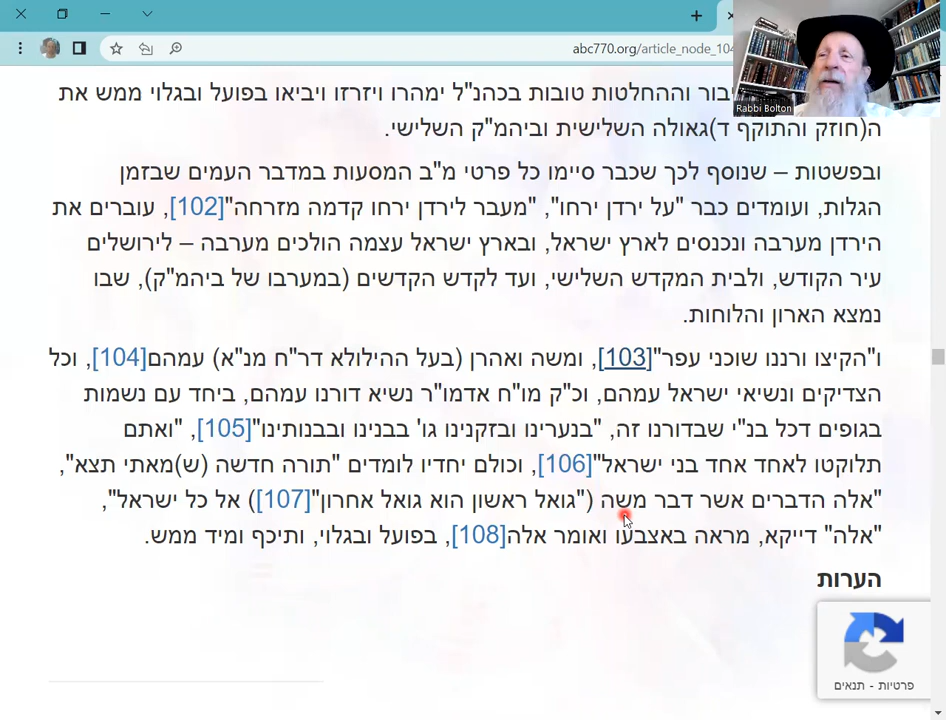 abc770.org/article_node_104
Rabbi Bolton
יבור וההחלטות טובות בכהנ"ל ימהרו ויזרזו ויביאו בפועל ובגלוי ממש את
ה(חוזק והתוקף ד)גאולה השלישית וביהמ"ק השלישי.
ובפשטות – שנוסף לכך שכבר סיימו כל פרטי מ"ב המסעות במדבר העמים שבזמן
הגלות, ועומדים כבר "על ירדן ירחו", "מעבר לירדן ירחו קדמה מזרחה"[102], עוברים את
הירדן מערבה ונכנסים לארץ ישראל, ובארץ ישראל עצמה הולכים מערבה – לירושלים
עיר הקודש, ולבית המקדש השלישי, ועד לקדש הקדשים (במערבו של ביהמ"ק), שבו
נמצא הארון והלוחות.
ו"הקיצו ורננו שוכני עפר"[103], ומשה ואהרן (בעל ההילולא דר"ח מנ"א) עמהם[104], וכל
הצדיקים ונשיאי ישראל עמהם, וכ"ק מו"ח אדמו"ר נשיא דורנו עמהם, ביחד עם נשמות
בגופים דכל בנ"י שבדורנו זה, "בנערינו ובזקנינו גו' בבנינו ובבנותינו"[105], "ואתם
תלוקטו לאחד אחד בני ישראל"[106], וכולם יחדיו לומדים "תורה חדשה (ש)מאתי תצא",
"אלה הדברים אשר דבר משה ("גואל ראשון הוא גואל אחרון"[107]) אל כל ישראל",
"אלה" דייקא, מראה באצבעו ואומר אלה[108], בפועל ובגלוי, ותיכף ומיד ממש.
הערות
פרטיות - תנאים